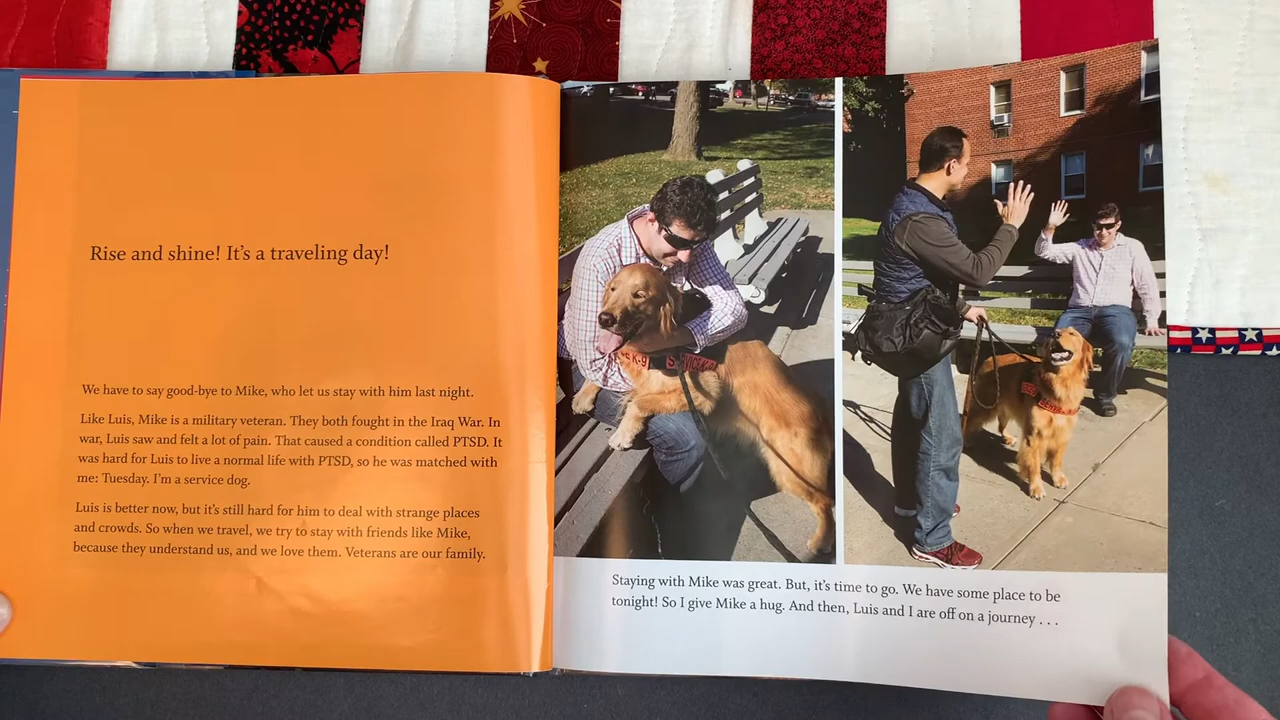 Rise and shine! It's a traveling day!
We have to say good-bye to Mike, who let us stay with him last night.
Like Luis, Mike is a military veteran. They both fought in the Iraq War. In
war, Luis saw and felt a lot of pain. That caused a condition called PTSD. It
was hard for Luis to live a normal life with PTSD, so he was matched with
me: Tuesday. I'm a service dog.
Luis is better now, but it's still hard for him to deal with strange places
and crowds. So when we travel, we try to stay with friends like Mike,
because they understand us, and we love them. Veterans are our family.
Staying with Mike was great. But, it's time to go. We have some place to be
tonight! So I give Mike a hug. And then, Luis and I are off on a journey . . .